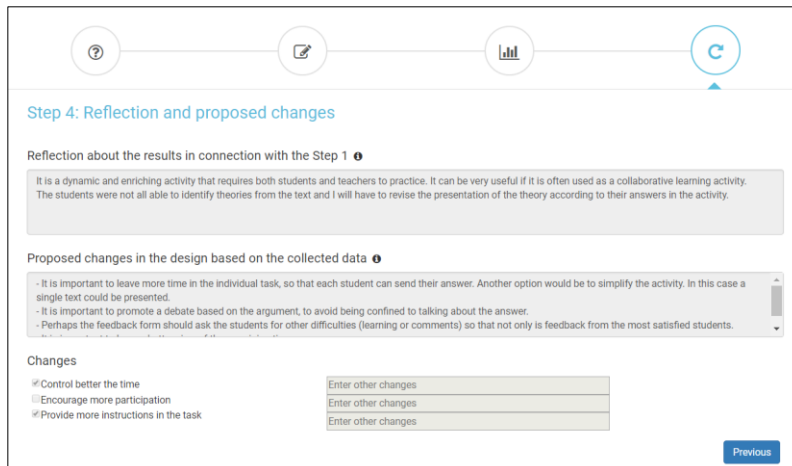 Step 4: Reflection and proposed changes
Reflection about the results in connection with the Step 1
It is a dynamic and enriching activity that requires both students and teachers to practice. It can be very useful if it is often used as a collaborative learning activity.
The students were not all able to identify theories from the text and I will have to revise the presentation of the theory according to their answers in the activity.
Proposed changes in the design based on the collected data
- It is important to leave more time in the individual task, so that each student can send their answer. Another option would be to simplify the activity. In this case a
single text could be presented.
- It is important to promote a debate based on the argument, to avoid being confined to talking about the answer.
- Perhaps the feedback form should ask the students for other difficulties (learning or comments) so that not only is feedback from the most satisfied students.
Changes
Control better the time
Enter other changes
Encourage more participation
Enter other changes
Provide more instructions in the task
Enter other changes
Previous